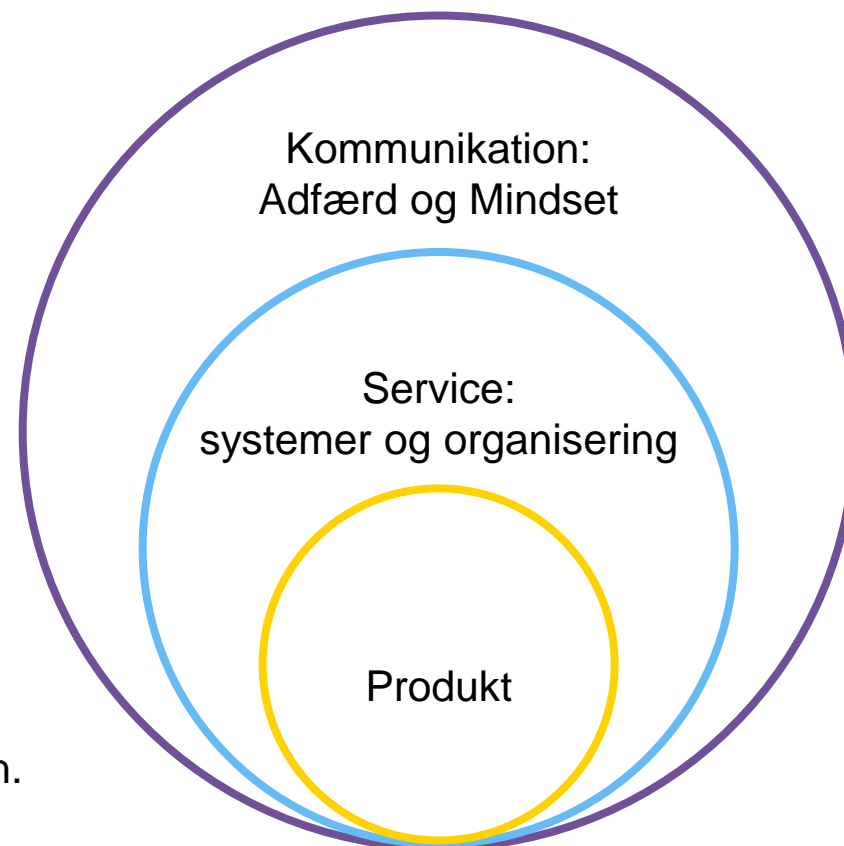 Kommunikation:
Adfærd og Mindset
Service:
systemer og organisering
Produkt
n.